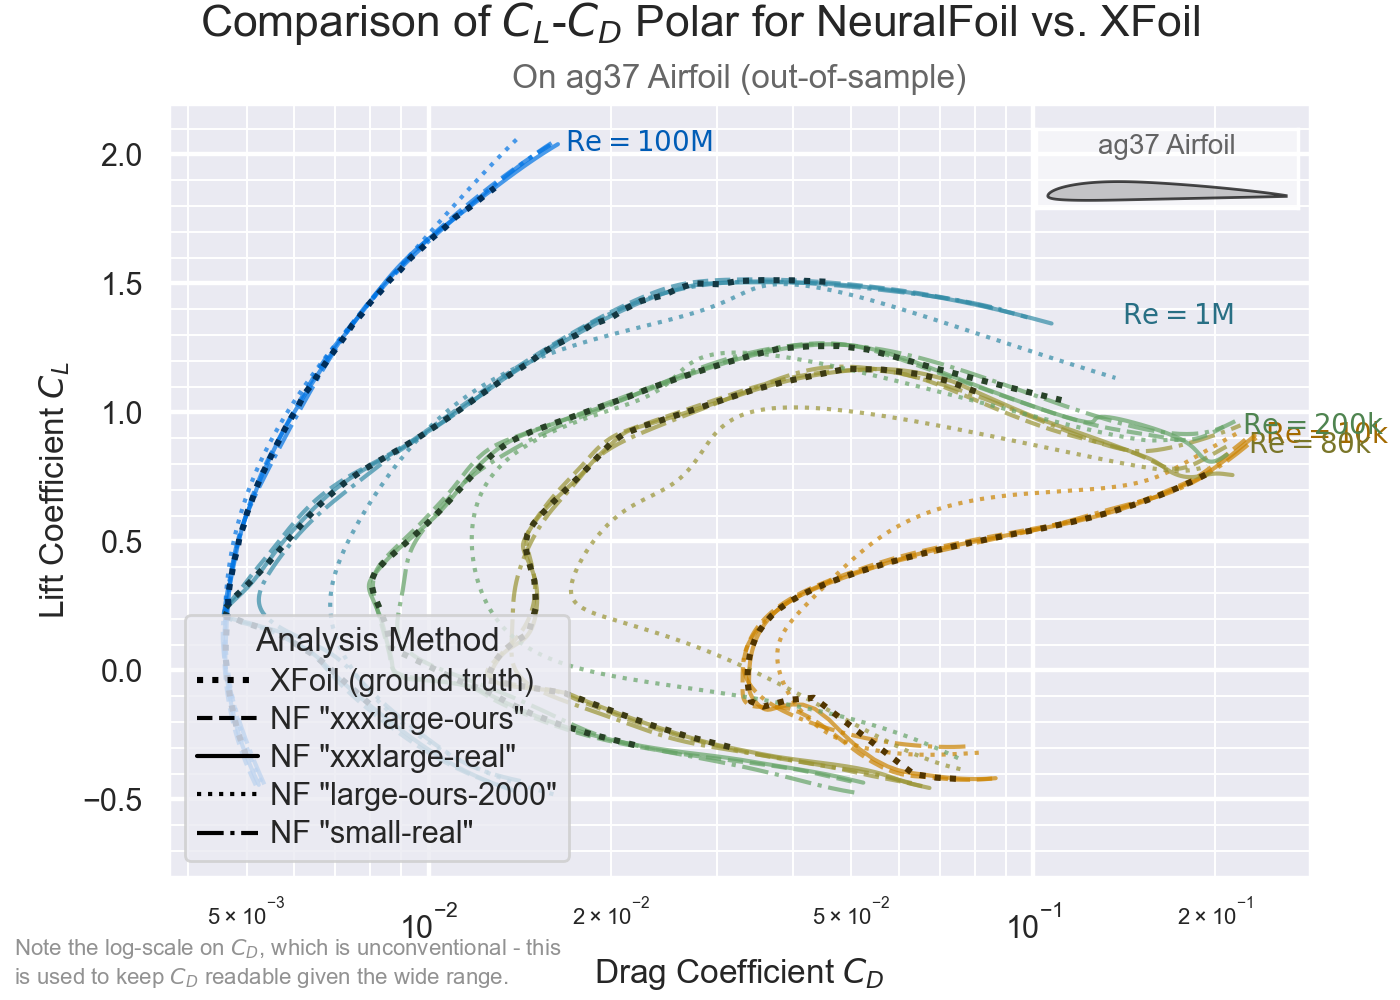 Comparison of C_L-C_D Polar for NeuralFoil vs. XFoil
On ag37 Airfoil (out-of-sample)
Lift Coefficient C_L
2.0
1.5
1.0
0.5
0.0
−0.5
Re = 100M
ag37 Airfoil
Re = 1M
Re = 200k
Re = 10k
Re = 80k
Analysis Method
XFoil (ground truth)
NF "xxxlarge-ours"
NF "xxxlarge-real"
NF "large-ours-2000"
NF "small-real"
5 × 10⁻³
10⁻²
2 × 10⁻²
5 × 10⁻²
10⁻¹
2 × 10⁻¹
Drag Coefficient C_D
Note the log-scale on C_D, which is unconventional - this
is used to keep C_D readable given the wide range.